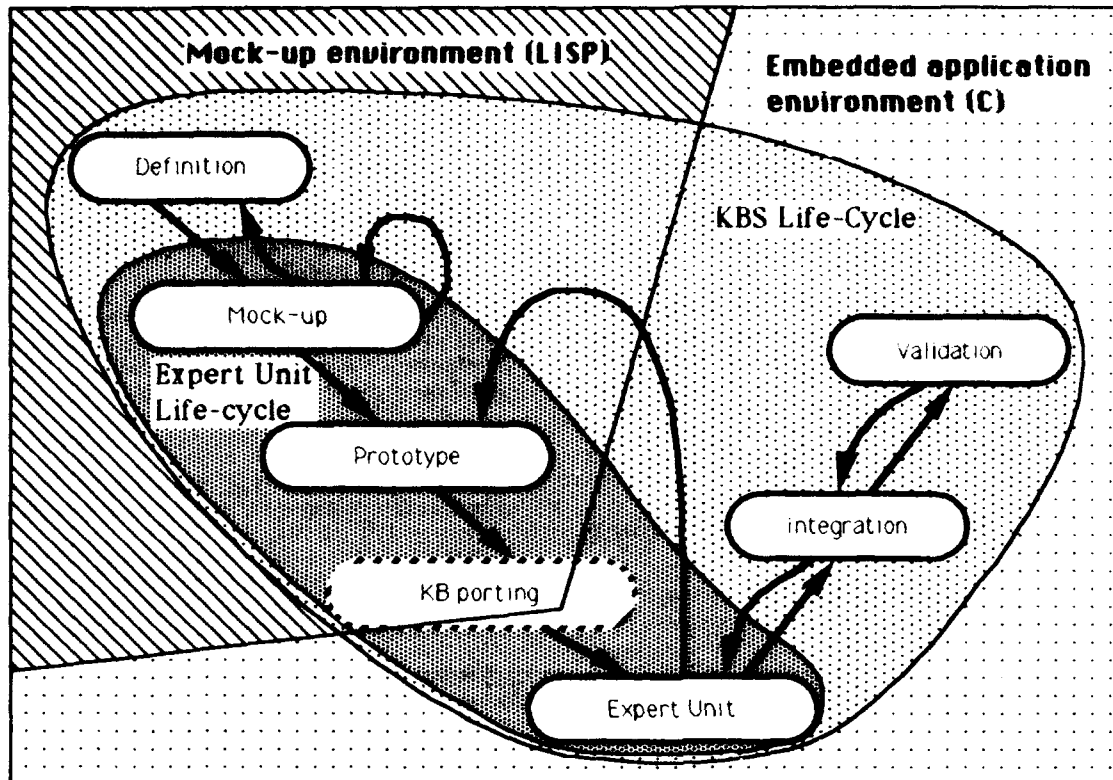 Mock-up environment (LISP)
Embedded application
environment (C)
Definition
KBS Life-Cycle
Mock-up
Validation
Expert Unit
Life-cycle
Prototype
integration
KB porting
Expert Unit